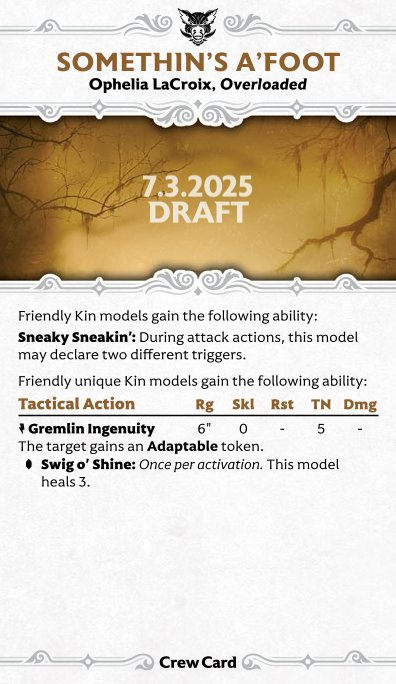 SOMETHIN'S A'FOOT
Ophelia LaCroix, Overloaded
7.3.2025
DRAFT
Friendly Kin models gain the following ability:
Sneaky Sneakin': During attack actions, this model
may declare two different triggers.
Friendly unique Kin models gain the following ability:
Tactical Action Rg Skl Rst TN Dmg
Gremlin Ingenuity 6" 0 - 5 -
The target gains an Adaptable token.
Swig o' Shine: Once per activation. This model
heals 3.
Crew Card